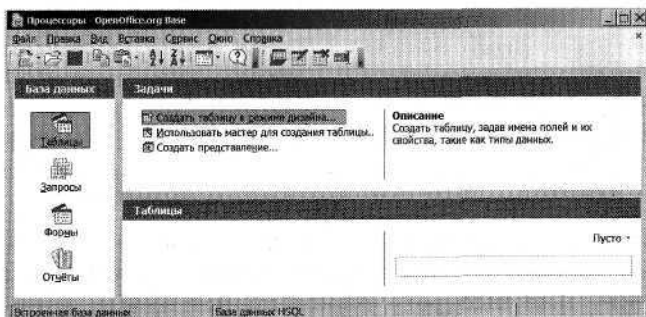 Процессоры - OpenOffice.org Base
Файл Правка Вид Вставка Сервис Окно Справка
База данных
Задачи
Таблицы
Запросы
Формы
Отчёты
Создать таблицу в режиме дизайна...
Использовать мастер для создания таблицы..
Создать представление...
Описание
Создать таблицу, задав имена полей и их
свойства, такие как типы данных.
Таблицы
Пусто
Встроенная база данных
База данных HSQL